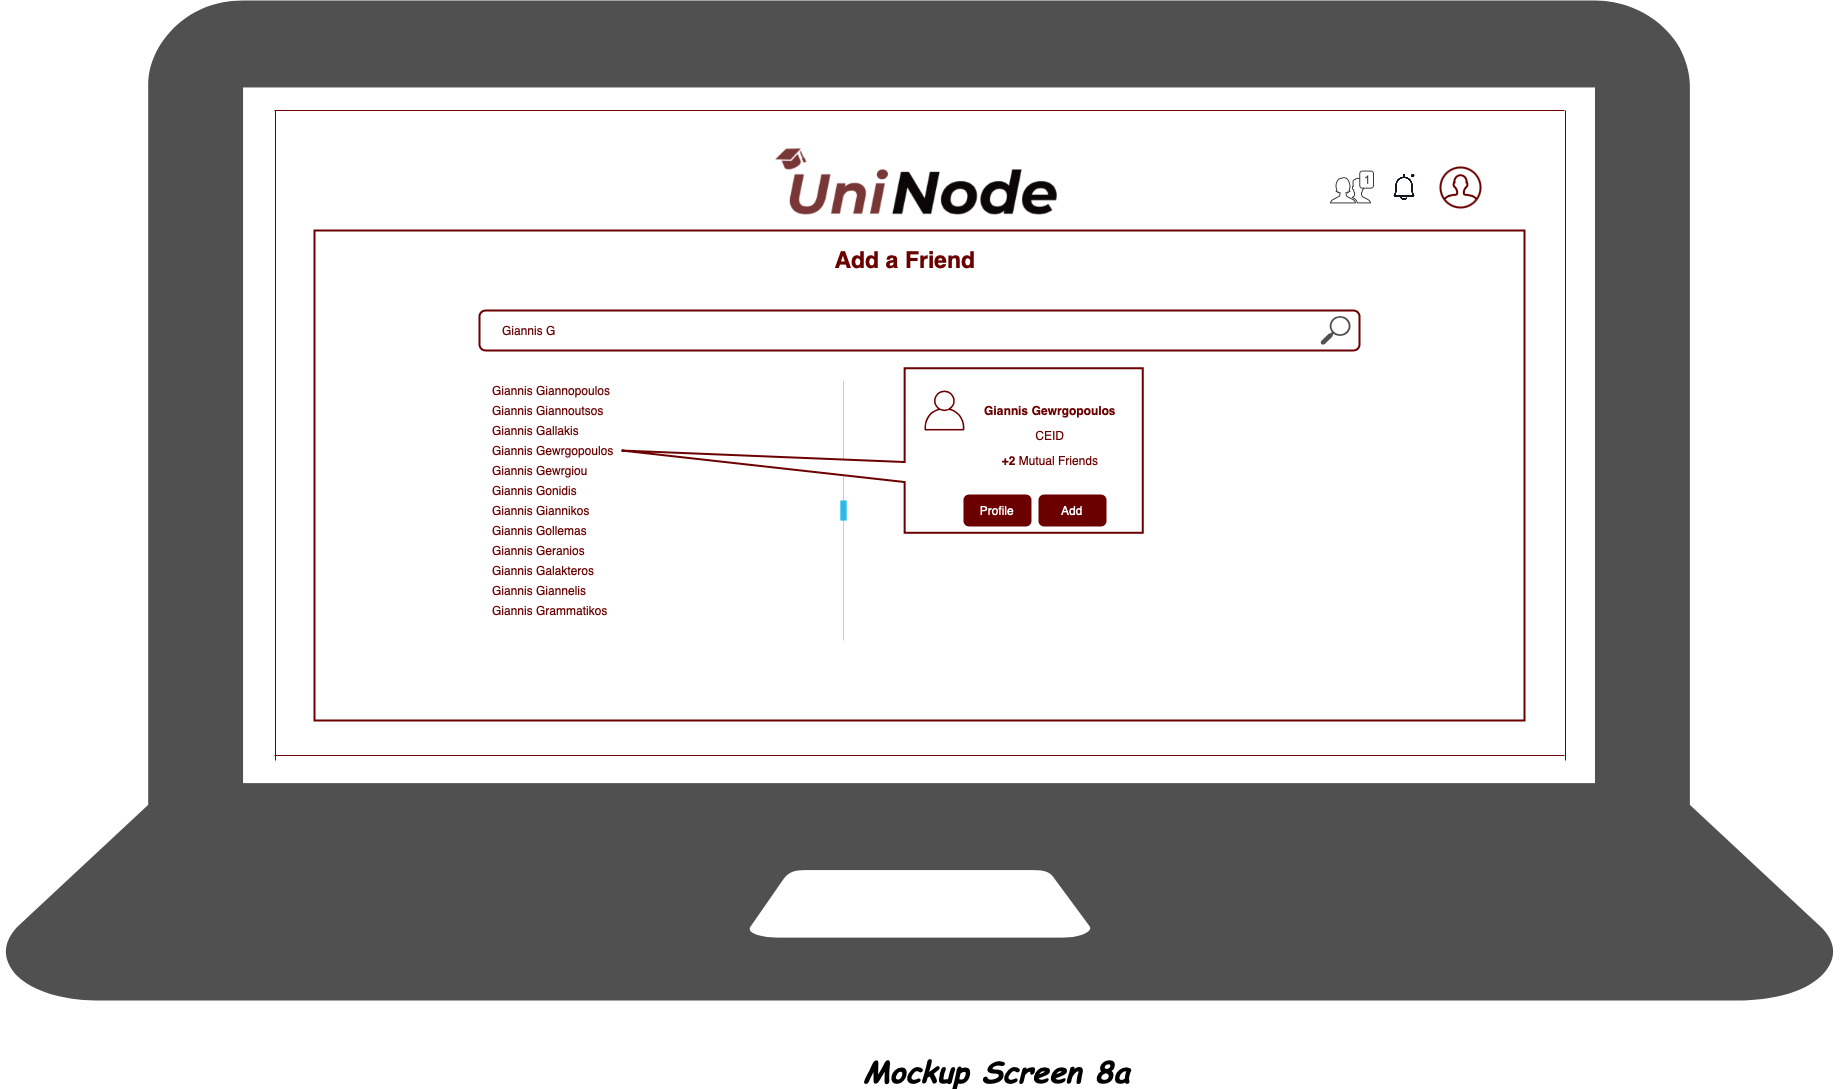 UniNode
1
Add a Friend
Giannis G
Giannis Giannopoulos
Giannis Giannoutsos
Giannis Gallakis
Giannis Gewrgopoulos
Giannis Gewrgiou
Giannis Gonidis
Giannis Giannikos
Giannis Gollemas
Giannis Geranios
Giannis Galakteros
Giannis Giannelis
Giannis Grammatikos
Giannis Gewrgopoulos
CEID
+2 Mutual Friends
Profile
Add
Mockup Screen 8a